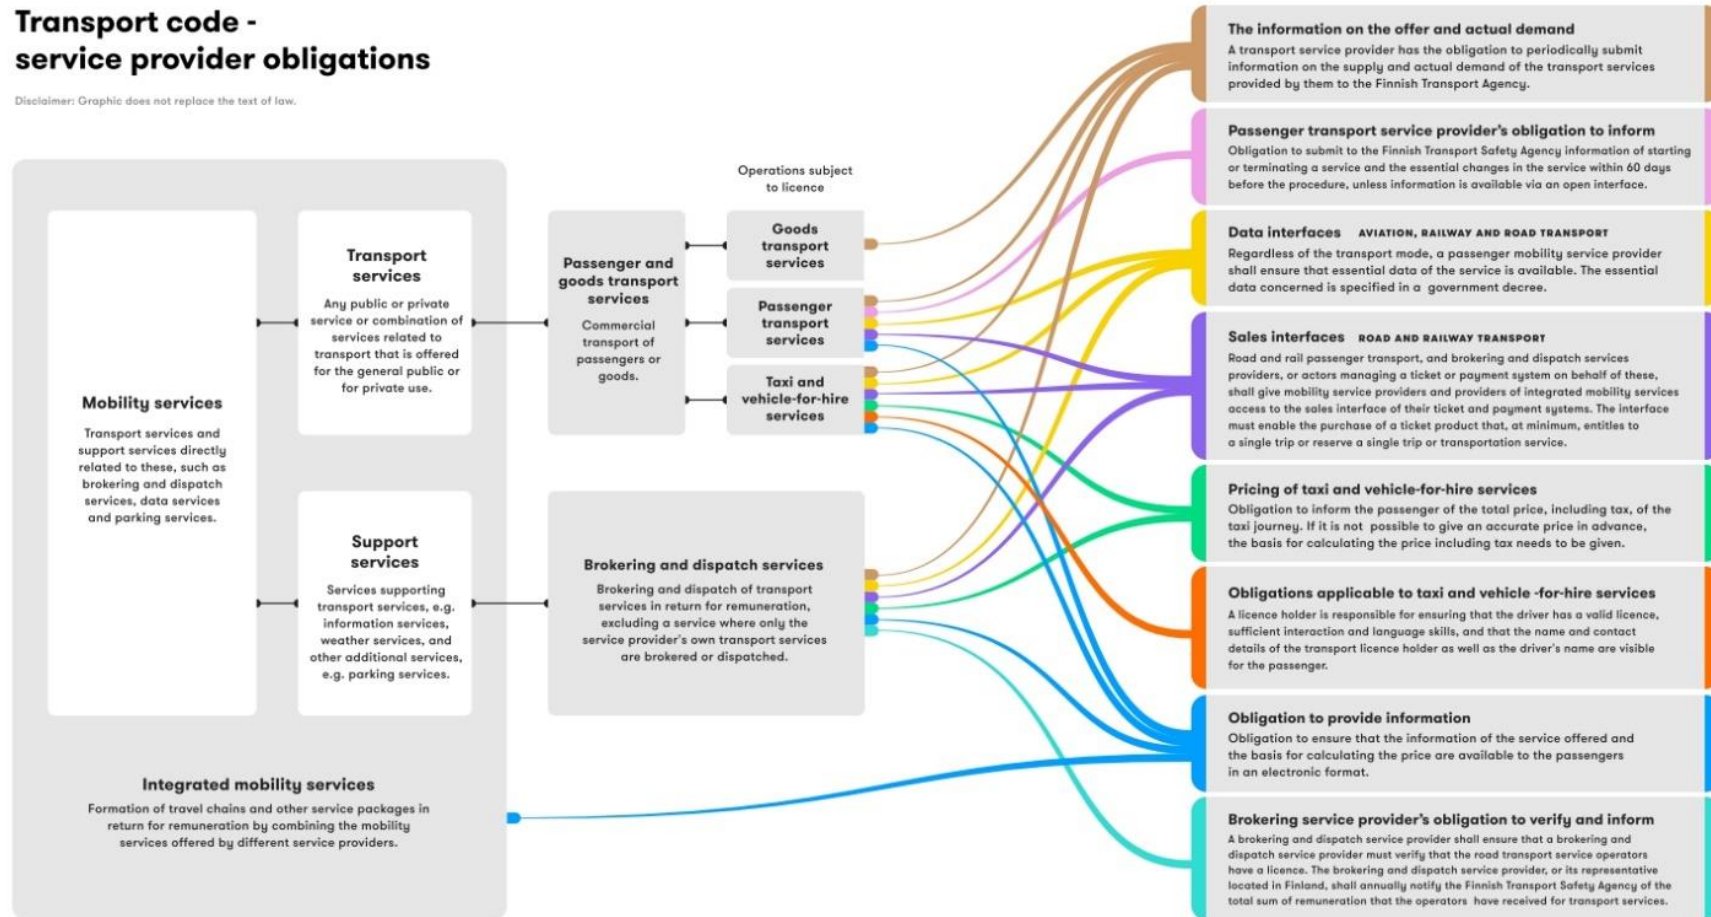 Transport code -
service provider obligations
Disclaimer: Graphic does not replace the text of law.
Mobility services
Transport services and
support services directly
related to these, such as
brokering and dispatch
services, data services
and parking services.
Transport
services
Any public or private
service or combination of
services related to
transport that is offered
for the general public or
for private use.
Support
services
Services supporting
transport services, e.g.
information services,
weather services, and
other additional services,
e.g. parking services.
Integrated mobility services
Formation of travel chains and other service packages in
return for remuneration by combining the mobility
services offered by different service providers.
Passenger and
goods transport
services
Commercial
transport of
passengers or
goods.
Operations subject
to licence
Goods
transport
services
Passenger
transport
services
Taxi and
vehicle-for-hire
services
Brokering and dispatch services
Brokering and dispatch of transport
services in return for remuneration,
excluding a service where only the
service provider's own transport services
are brokered or dispatched.
The information on the offer and actual demand
A transport service provider has the obligation to periodically submit
information on the supply and actual demand of the transport services
provided by them to the Finnish Transport Agency.
Passenger transport service provider's obligation to inform
Obligation to submit to the Finnish Transport Safety Agency information of starting
or terminating a service and the essential changes in the service within 60 days
before the procedure, unless information is available via an open interface.
Data interfaces AVIATION, RAILWAY AND ROAD TRANSPORT
Regardless of the transport mode, a passenger mobility service provider
shall ensure that essential data of the service is available. The essential
data concerned is specified in a government decree.
Sales interfaces ROAD AND RAILWAY TRANSPORT
Road and rail passenger transport, and brokering and dispatch services
providers, or actors managing a ticket or payment system on behalf of these,
shall give mobility service providers and providers of integrated mobility services
access to the sales interface of their ticket and payment systems. The interface
must enable the purchase of a ticket product that, at minimum, entitles to
a single trip or reserve a single trip or transportation service.
Pricing of taxi and vehicle-for-hire services
Obligation to inform the passenger of the total price, including tax, of the
taxi journey. If it is not possible to give an accurate price in advance,
the basis for calculating the price including tax needs to be given.
Obligations applicable to taxi and vehicle -for-hire services
A licence holder is responsible for ensuring that the driver has a valid licence,
sufficient interaction and language skills, and that the name and contact
details of the transport licence holder as well as the driver's name are visible
for the passenger.
Obligation to provide information
Obligation to ensure that the information of the service offered and
the basis for calculating the price are available to the passengers
in an electronic format.
Brokering service provider's obligation to verify and inform
A brokering and dispatch service provider shall ensure that a brokering and
dispatch service provider must verify that the road transport service operators
have a licence. The brokering and dispatch service provider, or its representative
located in Finland, shall annually notify the Finnish Transport Safety Agency of the
total sum of remuneration that the operators have received for transport services.